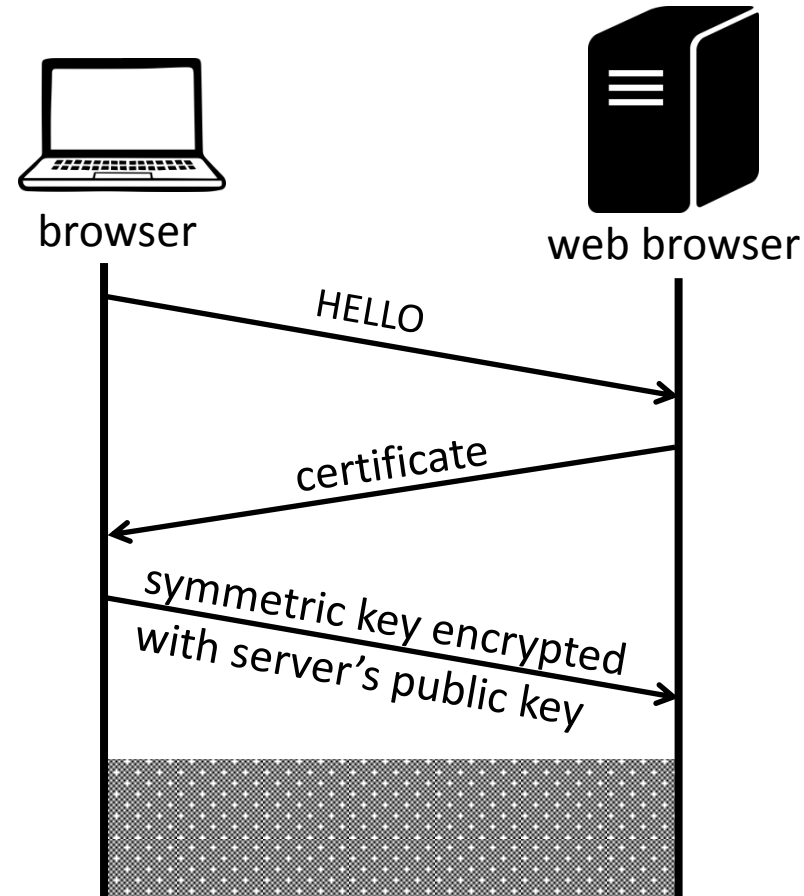 browser
web browser
HELLO
certificate
symmetric key encrypted
with server’s public key